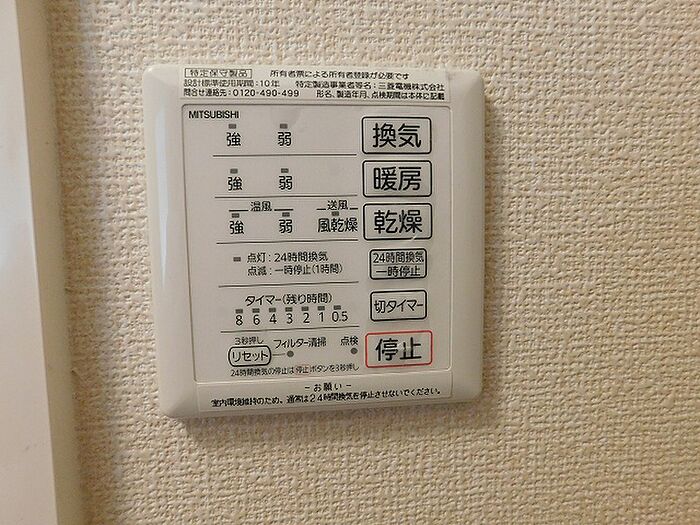 特定保守製品 所有者票による所有者登録が必要です
設計標準使用期間:10年 特定製造事業者等名:三菱電機株式会社
問合せ連絡先:0120-490-499 形名、製造年月、点検期間は本体に記載
MITSUBISHI
強 弱 換気
強 弱 暖房
温風 送風
強 弱 風乾燥 乾燥
点灯:24時間換気
点滅:一時停止(1時間)
24時間換気
一時停止
タイマー(残り時間)
8 6 4 3 2 1 0.5
切タイマー
3秒押し
リセット フィルター清掃 点検
停止
24時間換気の停止は停止ボタンを3秒押し
-お願い-
室内環境維持のため、通常は24時間換気を停止させないでください。